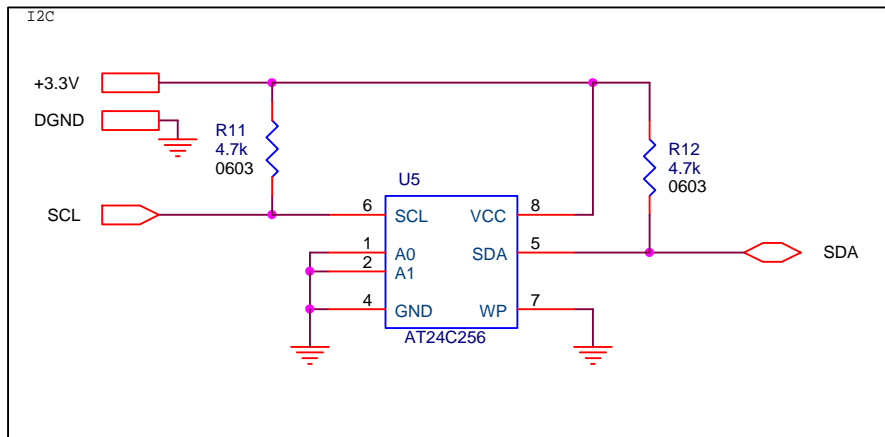 I2C
+3.3V
DGND
R11
4.7k
0603
R12
4.7k
0603
U5
SCL
6
SCL
VCC
8
1
A0
SDA
5
SDA
2
A1
4
GND
WP
7
AT24C256